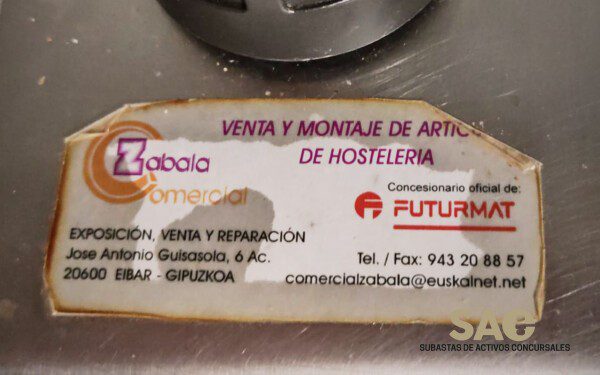 VENTA Y MONTAJE DE
DE HOSTELERIA
Zabala
Comercial
Concesionario oficial de:
FUTURMAT
EXPOSICIÓN, VENTA Y REPARACIÓN
Jose Antonio Guisasola, 6 Ac.
20600 EIBAR - GIPUZKOA
Tel. / Fax: 943 20 88 57
comercialzabala@euskalnet.net
SAC
SUBASTAS DE ACTIVOS CONCURSALES